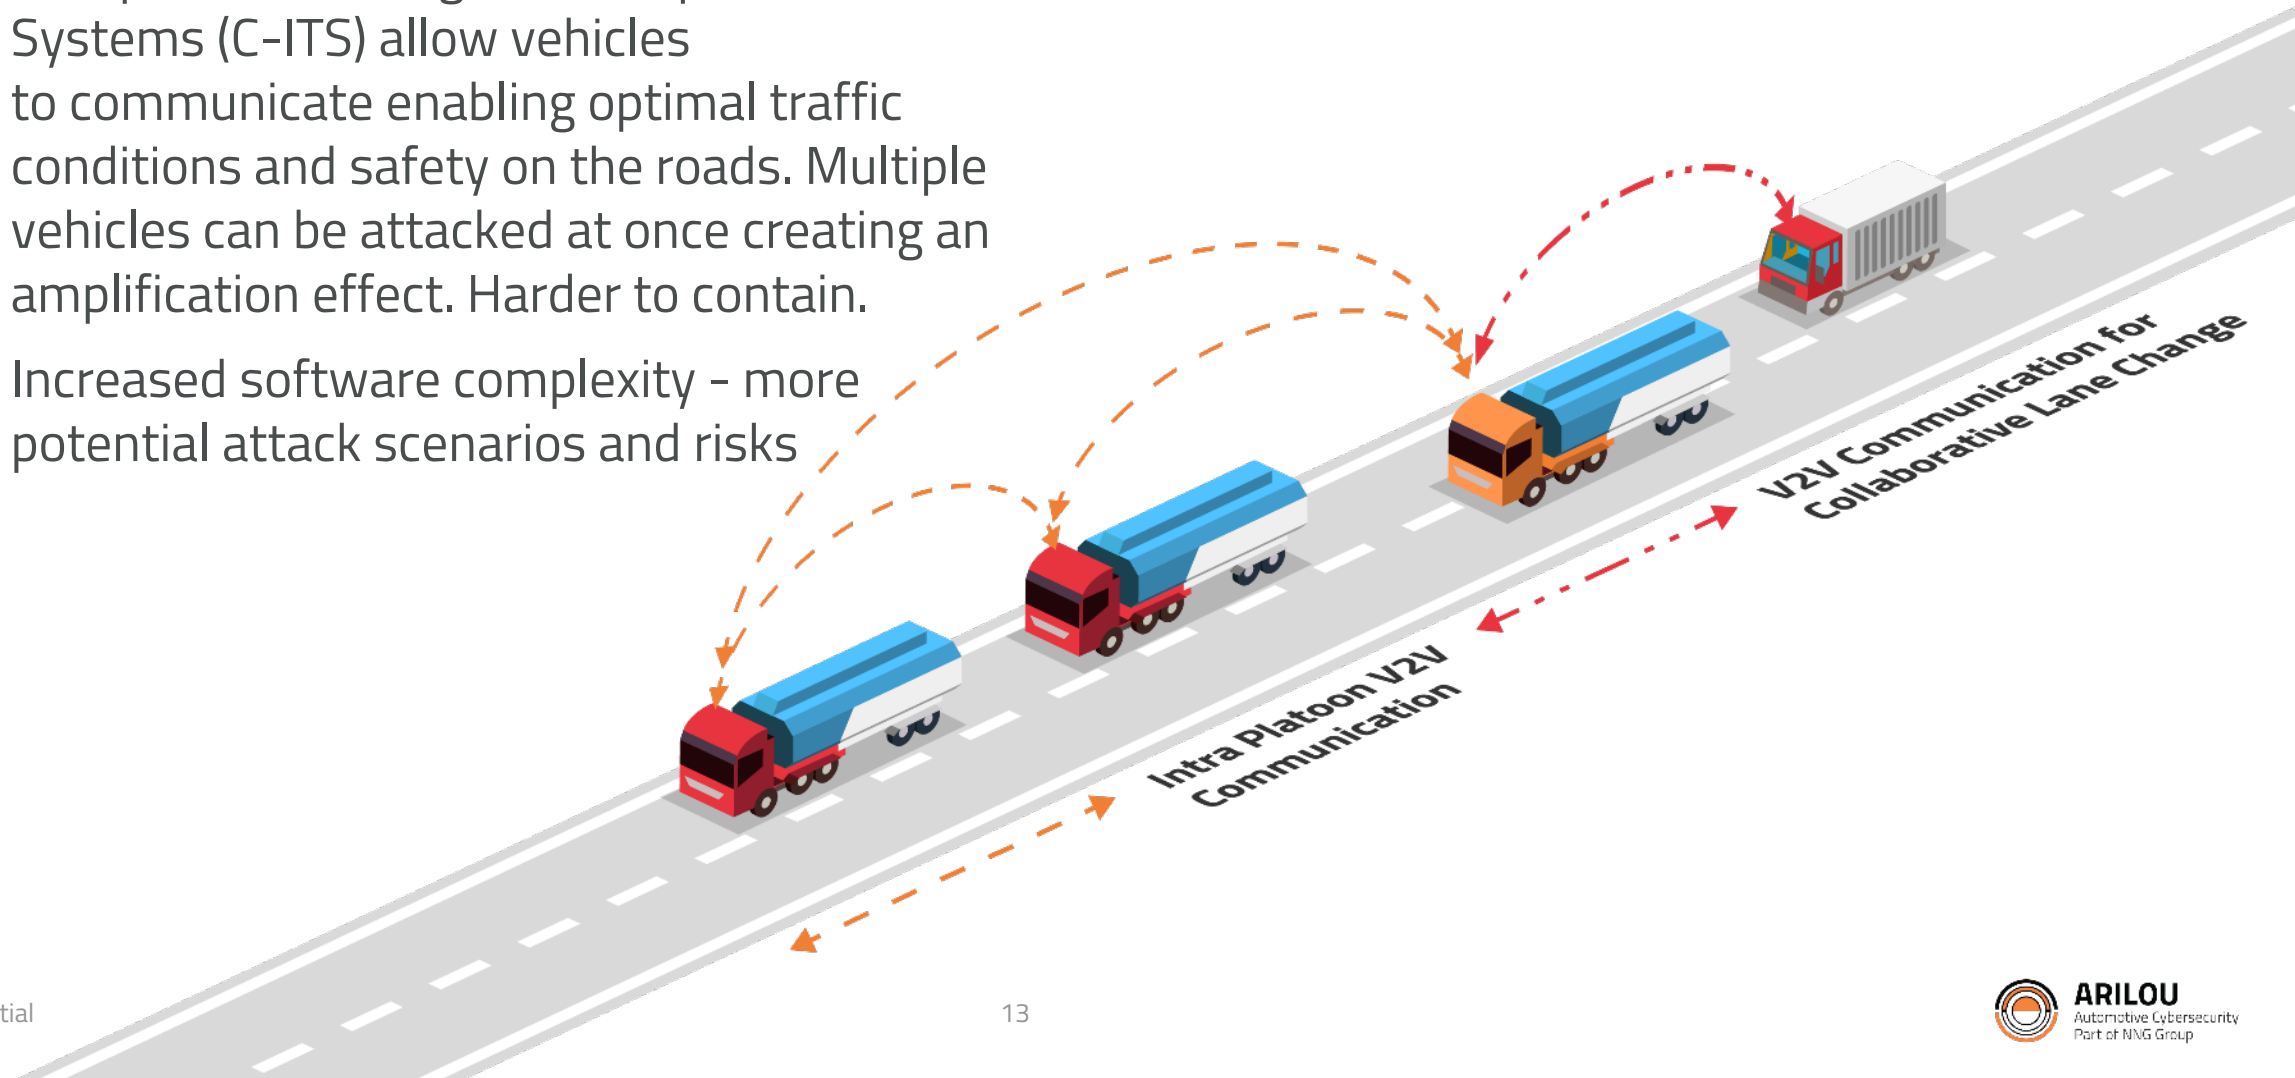 Systems (C-ITS) allow vehicles
to communicate enabling optimal traffic
conditions and safety on the roads. Multiple
vehicles can be attacked at once creating an
amplification effect. Harder to contain.
Increased software complexity - more
potential attack scenarios and risks
V2V Communication for
Collaborative Lane Change
Intra Platoon V2V
Communication
tial
13
ARILOU
Automotive Cybersecurity
Part of NNG Group